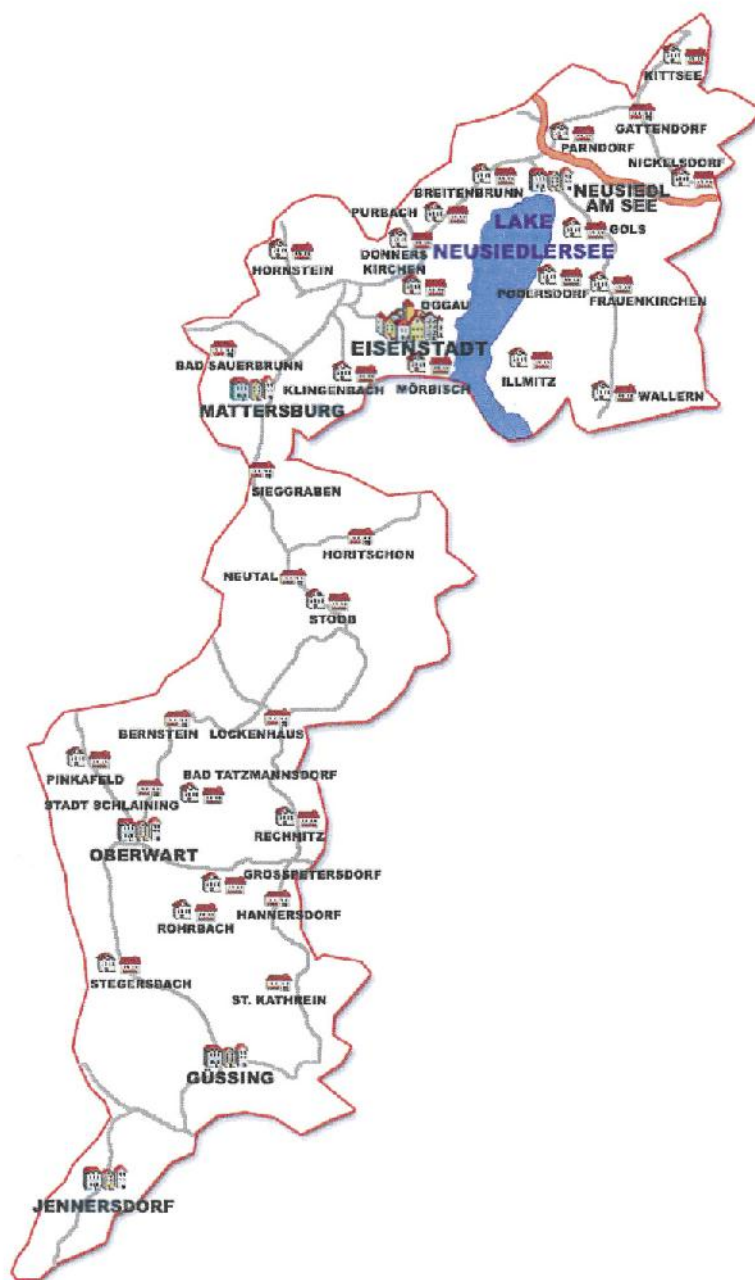 KITTSEE
GATTENDORF
PARNDORF
NICKELSDORF
BREITENBRUNN
NEUSIEDL
AM SEE
PURBACH
LAKE
NEUSIEDLERSEE
GOLS
DONNERS
KIRCHEN
HORNSTEIN
PODERSDORF
FRAUENKIRCHEN
OGGAU
EISENSTADT
BAD SAUERBRUNN
KLINGENBACH
MÖRBISCH
ILLMITZ
WALLERN
MATTERSBURG
SIEGGRABEN
HORITSCHON
NEUTAL
STOOB
BERNSTEIN
LOCKENHAUS
PINKAFELD
BAD TATZMANNSDORF
STADT SCHLAINING
RECHNITZ
OBERWART
GROSSPETERSDORF
HANNERSDORF
ROHRBACH
STEGERSBACH
ST. KATHREIN
GÜSSING
JENNERSDORF